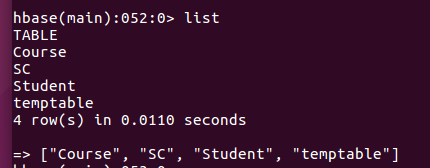 hbase(main):052:0> list
TABLE
Course
SC
Student
temptable
4 row(s) in 0.0110 seconds
=> ["Course", "SC", "Student", "temptable"]